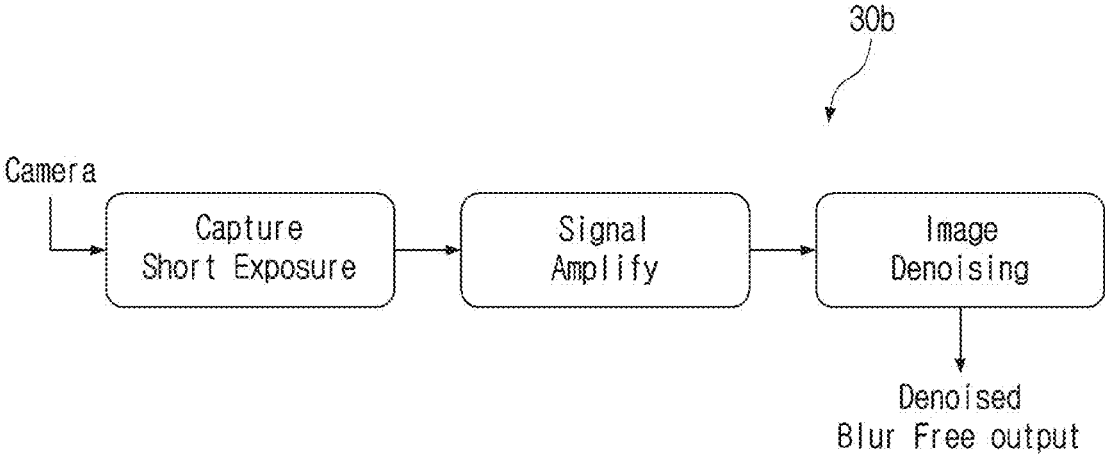 30b
Camera
Capture
Short Exposure
Signal
Amplify
Image
Denoising
Denoised
Blur Free output